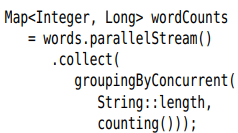 Map<Integer, Long> wordCounts
= words.parallelStream()
.collect(
groupingByConcurrent(
String::length,
counting()));